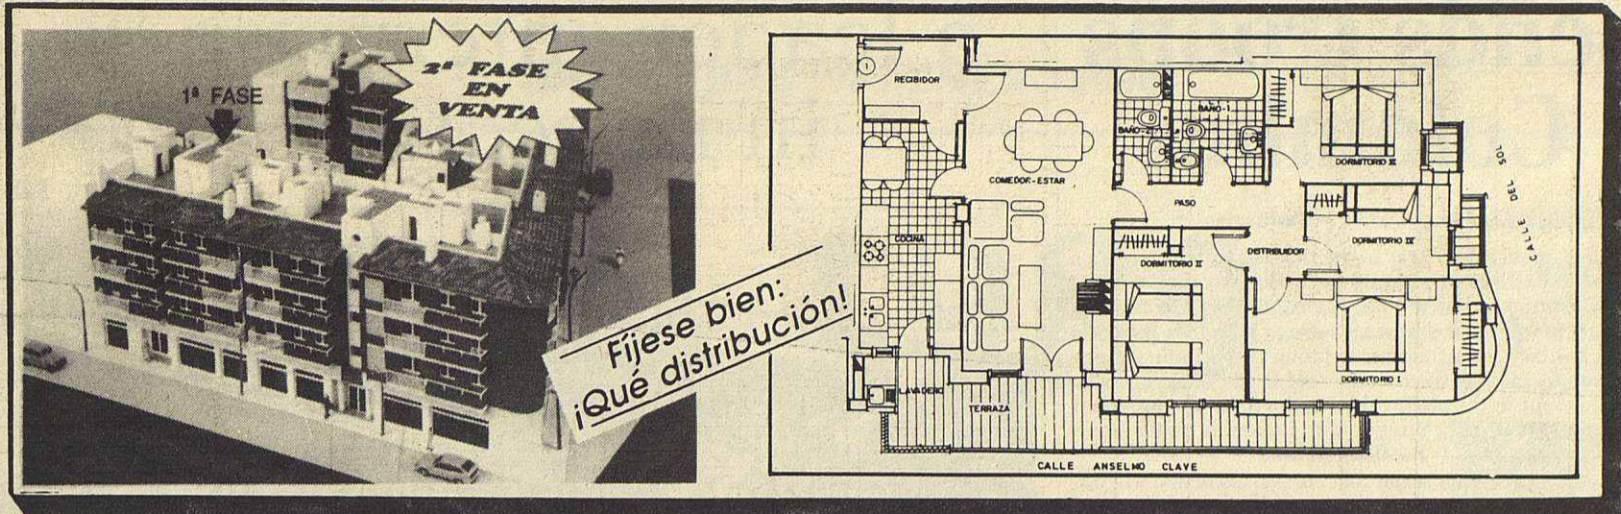 1ª FASE
2ª FASE
EN
VENTA
Fíjese bien:
¡Qué distribución!
1
RECIBIDOR
BAÑO-1
BAÑO-2
DORMITORIO III
COMEDOR-ESTAR
PASO
COCINA
DORMITORIO II
DISTRIBUIDOR
DORMITORIO IV
DORMITORIO I
LAVADERO
TERRAZA
CALLE DEL SOL
CALLE ANSELMO CLAVE